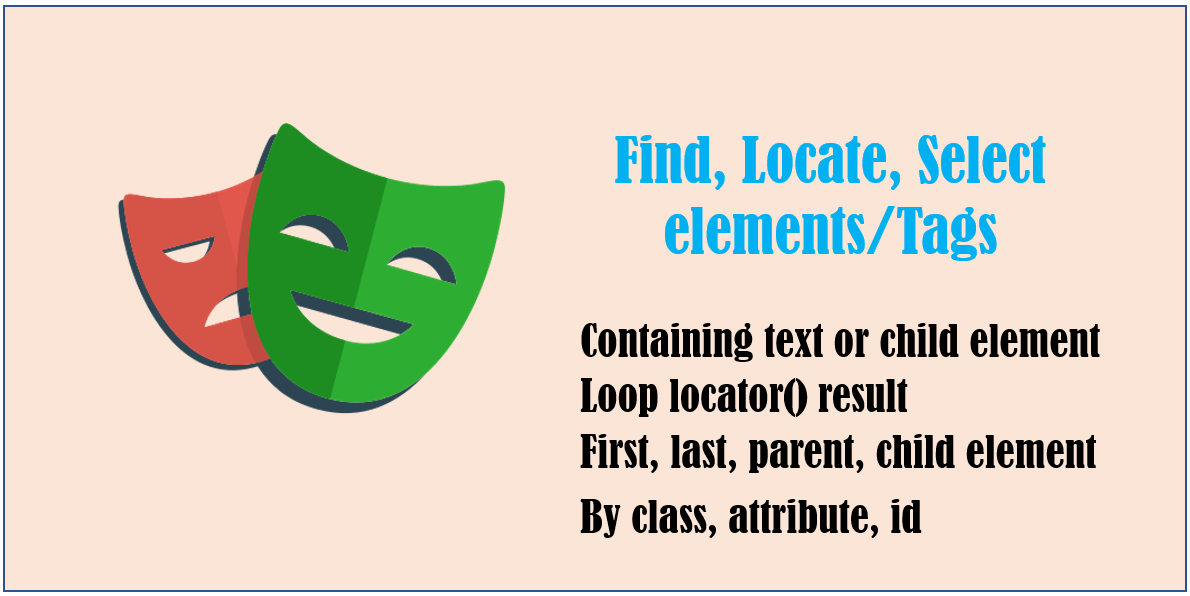 Find, Locate, Select
elements/Tags
Containing text or child element
Loop locator() result
First, last, parent, child element
By class, attribute, id